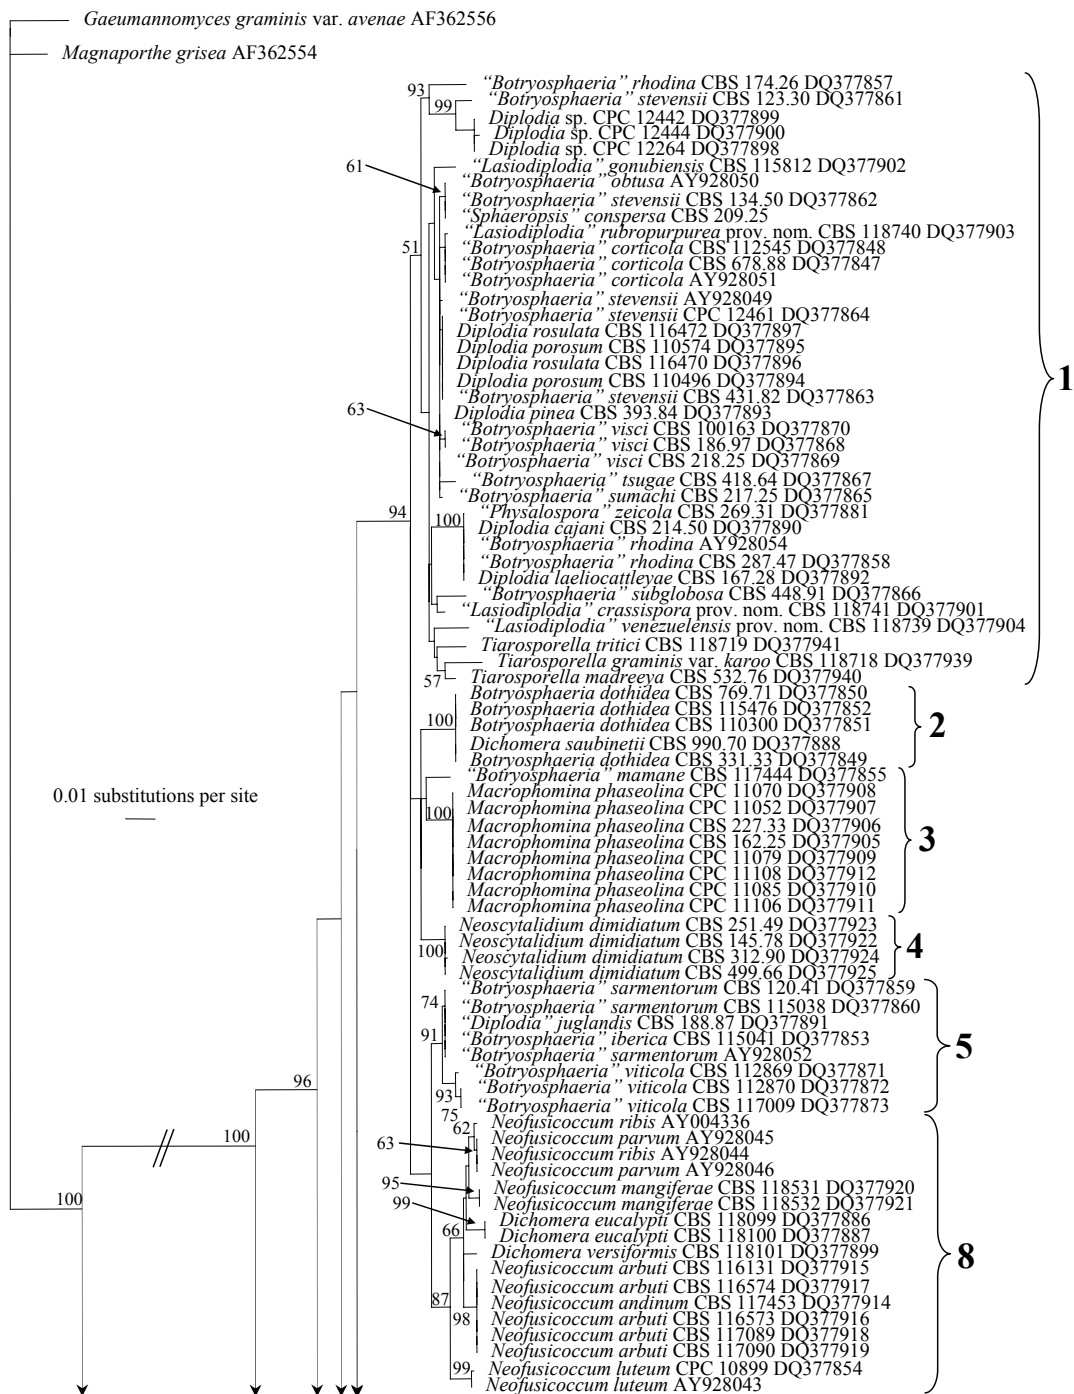 Gaeumannomyces graminis var. avenae AF362556
Magnaporthe grisea AF362554
93
“Botryosphaeria” rhodina CBS 174.26 DQ377857
99
“Botryosphaeria” stevensii CBS 123.30 DQ377861
Diplodia sp. CPC 12442 DQ377899
Diplodia sp. CPC 12444 DQ377900
Diplodia sp. CPC 12264 DQ377898
61
“Lasiodiplodia” gonubiensis CBS 115812 DQ377902
“Botryosphaeria” obtusa AY928050
“Botryosphaeria” stevensii CBS 134.50 DQ377862
“Sphaeropsis” conspersa CBS 209.25
“Lasiodiplodia” rubropurpurea prov. nom. CBS 118740 DQ377903
51
“Botryosphaeria” corticola CBS 112545 DQ377848
“Botryosphaeria” corticola CBS 678.88 DQ377847
“Botryosphaeria” corticola AY928051
“Botryosphaeria” stevensii AY928049
“Botryosphaeria” stevensii CPC 12461 DQ377864
Diplodia rosulata CBS 116472 DQ377897
Diplodia porosum CBS 110574 DQ377895
Diplodia rosulata CBS 116470 DQ377896
Diplodia porosum CBS 110496 DQ377894
1
“Botryosphaeria” stevensii CBS 431.82 DQ377863
63
Diplodia pinea CBS 393.84 DQ377893
“Botryosphaeria” visci CBS 100163 DQ377870
“Botryosphaeria” visci CBS 186.97 DQ377868
“Botryosphaeria” visci CBS 218.25 DQ377869
“Botryosphaeria” tsugae CBS 418.64 DQ377867
“Botryosphaeria” sumachi CBS 217.25 DQ377865
94
“Physalospora” zeicola CBS 269.31 DQ377881
100
Diplodia cajani CBS 214.50 DQ377890
“Botryosphaeria” rhodina AY928054
“Botryosphaeria” rhodina CBS 287.47 DQ377858
Diplodia laeliocattleyae CBS 167.28 DQ377892
“Botryosphaeria” subglobosa CBS 448.91 DQ377866
“Lasiodiplodia” crassispora prov. nom. CBS 118741 DQ377901
“Lasiodiplodia” venezuelensis prov. nom. CBS 118739 DQ377904
Tiarosporella tritici CBS 118719 DQ377941
Tiarosporella graminis var. karoo CBS 118718 DQ377939
57
Tiarosporella madreeya CBS 532.76 DQ377940
Botryosphaeria dothidea CBS 769.71 DQ377850
Botryosphaeria dothidea CBS 115476 DQ377852
100
Botryosphaeria dothidea CBS 110300 DQ377851
2
Dichomera saubinetii CBS 990.70 DQ377888
Botryosphaeria dothidea CBS 331.33 DQ377849
“Botryosphaeria” mamane CBS 117444 DQ377855
0.01 substitutions per site
Macrophomina phaseolina CPC 11070 DQ377908
Macrophomina phaseolina CPC 11052 DQ377907
100
Macrophomina phaseolina CBS 227.33 DQ377906
Macrophomina phaseolina CBS 162.25 DQ377905
3
Macrophomina phaseolina CPC 11079 DQ377909
Macrophomina phaseolina CPC 11108 DQ377912
Macrophomina phaseolina CPC 11085 DQ377910
Macrophomina phaseolina CPC 11106 DQ377911
Neoscytalidium dimidiatum CBS 251.49 DQ377923
Neoscytalidium dimidiatum CBS 145.78 DQ377922
100
4
Neoscytalidium dimidiatum CBS 312.90 DQ377924
Neoscytalidium dimidiatum CBS 499.66 DQ377925
“Botryosphaeria” sarmentorum CBS 120.41 DQ377859
74
“Botryosphaeria” sarmentorum CBS 115038 DQ377860
“Diplodia” juglandis CBS 188.87 DQ377891
91
“Botryosphaeria” iberica CBS 115041 DQ377853
5
“Botryosphaeria” sarmentorum AY928052
“Botryosphaeria” viticola CBS 112869 DQ377871
96
“Botryosphaeria” viticola CBS 112870 DQ377872
93
“Botryosphaeria” viticola CBS 117009 DQ377873
75
62
Neofusicoccum ribis AY004336
100
63
Neofusicoccum parvum AY928045
Neofusicoccum ribis AY928044
Neofusicoccum parvum AY928046
95
Neofusicoccum mangiferae CBS 118531 DQ377920
100
99
Neofusicoccum mangiferae CBS 118532 DQ377921
Dichomera eucalypti CBS 118099 DQ377886
66
Dichomera eucalypti CBS 118100 DQ377887
Dichomera versiformis CBS 118101 DQ377899
8
Neofusicoccum arbuti CBS 116131 DQ377915
Neofusicoccum arbuti CBS 116574 DQ377917
87
Neofusicoccum andinum CBS 117453 DQ377914
98
Neofusicoccum arbuti CBS 116573 DQ377916
Neofusicoccum arbuti CBS 117089 DQ377918
Neofusicoccum arbuti CBS 117090 DQ377919
99
Neofusicoccum luteum CPC 10899 DQ377854
Neofusicoccum luteum AY928043